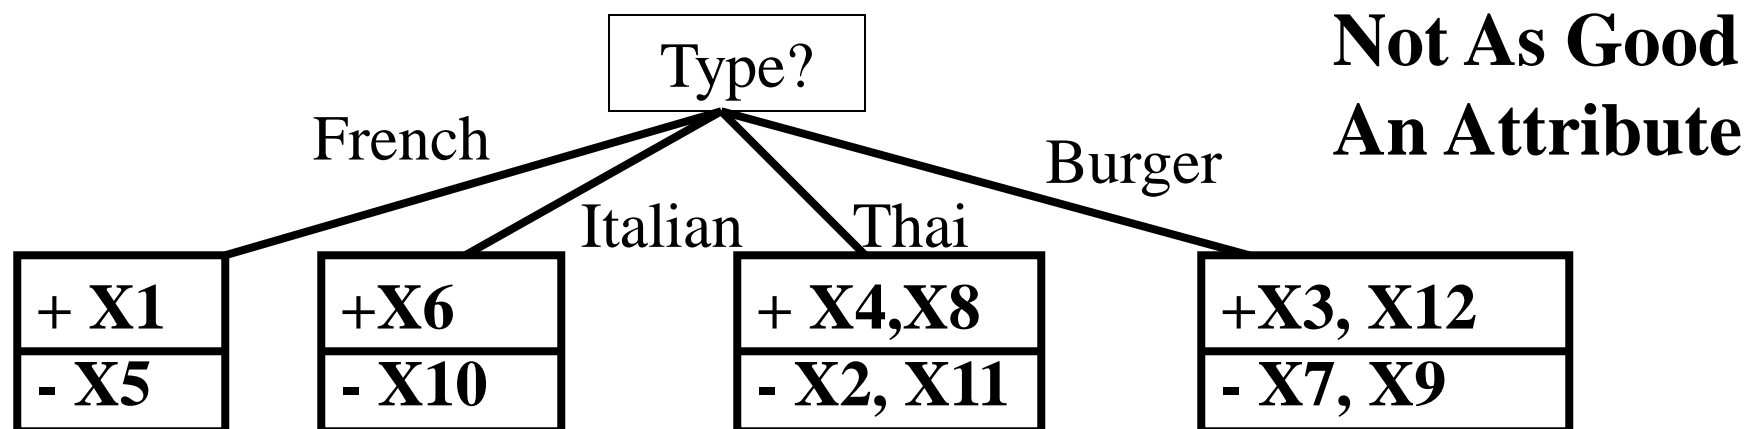 Type?
Not As Good
An Attribute
French
Burger
Italian
Thai
+ X1
+X6
+ X4,X8
+X3, X12
- X5
- X10
- X2, X11
- X7, X9